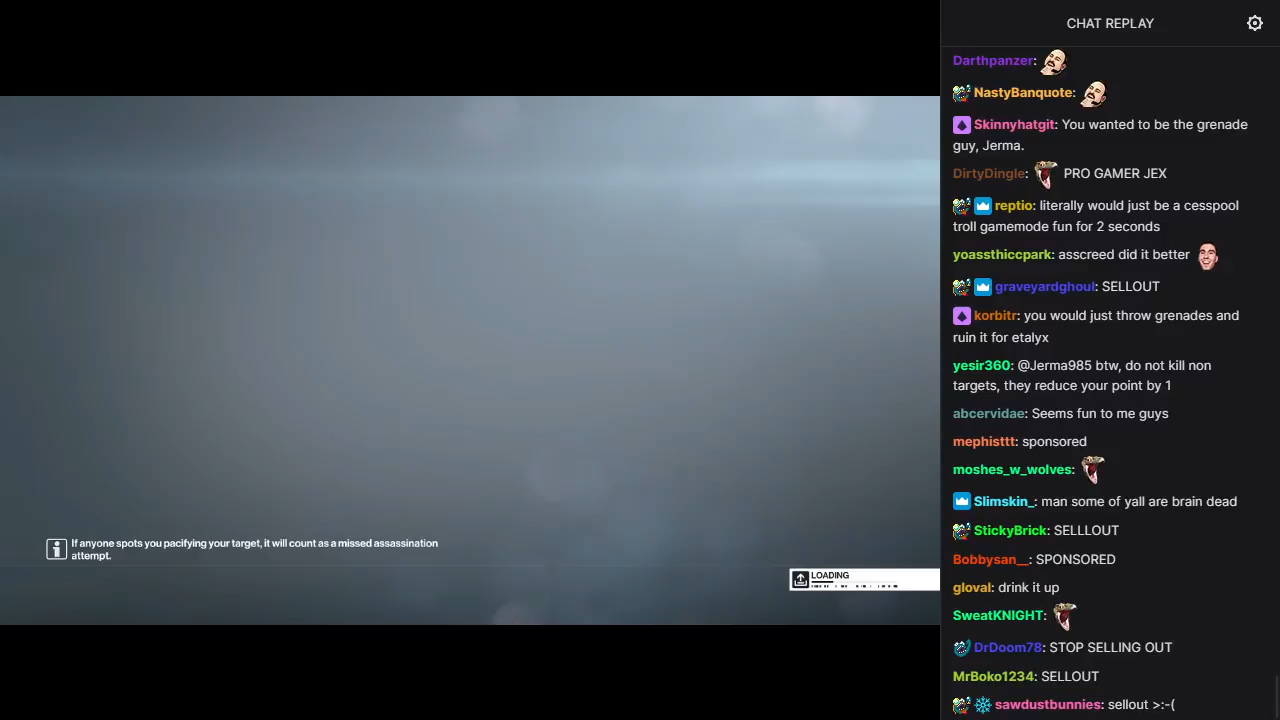 CHAT REPLAY
Darthpanzer:
NastyBanquote:
Skinnyhatgit: You wanted to be the grenade
guy, Jerma.
DirtyDingle: PRO GAMER JEX
reptio: literally would just be a cesspool
troll gamemode fun for 2 seconds
yoassthiccpark: asscreed did it better
graveyardghoul: SELLOUT
korbitr: you would just throw grenades and
ruin it for etalyx
yesir360: @Jerma985 btw, do not kill non
targets, they reduce your point by 1
abcervidae: Seems fun to me guys
mephisttt: sponsored
moshes_w_wolves:
Slimskin_: man some of yall are brain dead
StickyBrick: SELLLOUT
Bobbysan__: SPONSORED
gloval: drink it up
SweatKNIGHT:
DrDoom78: STOP SELLING OUT
MrBoko1234: SELLOUT
sawdustbunnies: sellout >:-(
If anyone spots you pacifying your target, it will count as a missed assassination
attempt.
LOADING